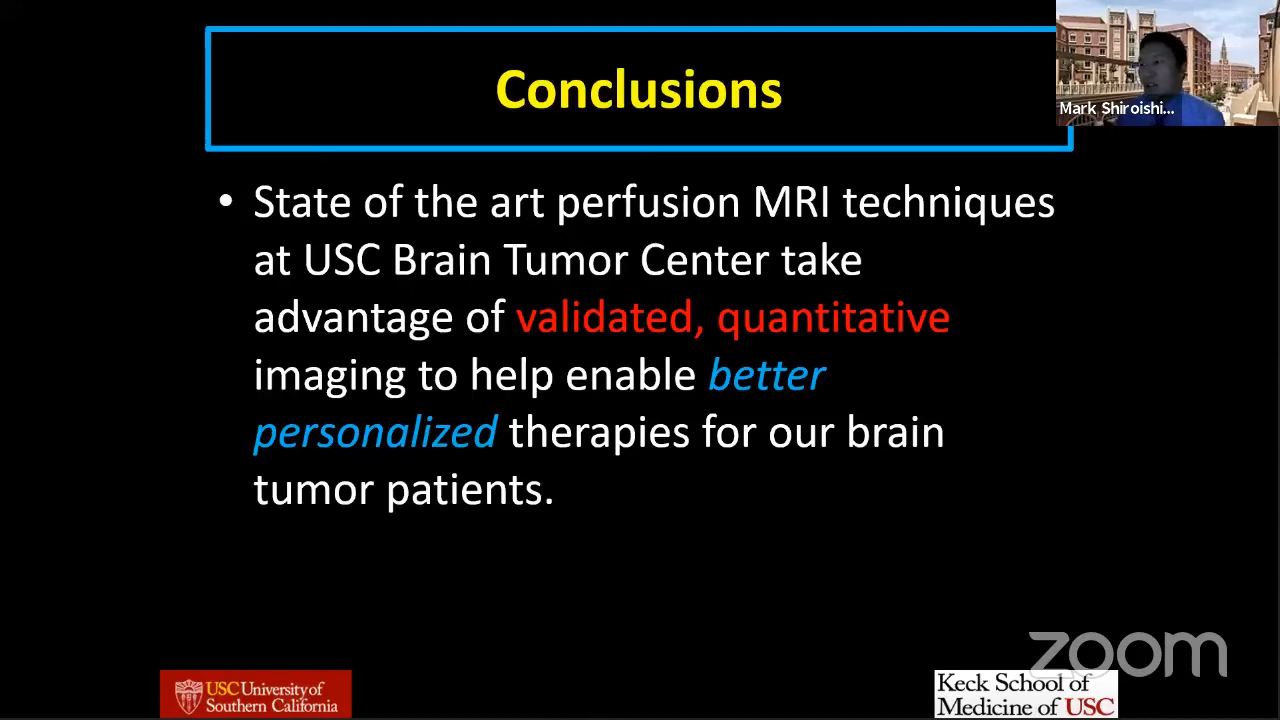 Conclusions
Mark Shiroishi...
• State of the art perfusion MRI techniques
at USC Brain Tumor Center take
advantage of validated, quantitative
imaging to help enable better
personalized therapies for our brain
tumor patients.
zoom
USC University of
Southern California
Keck School of
Medicine of USC